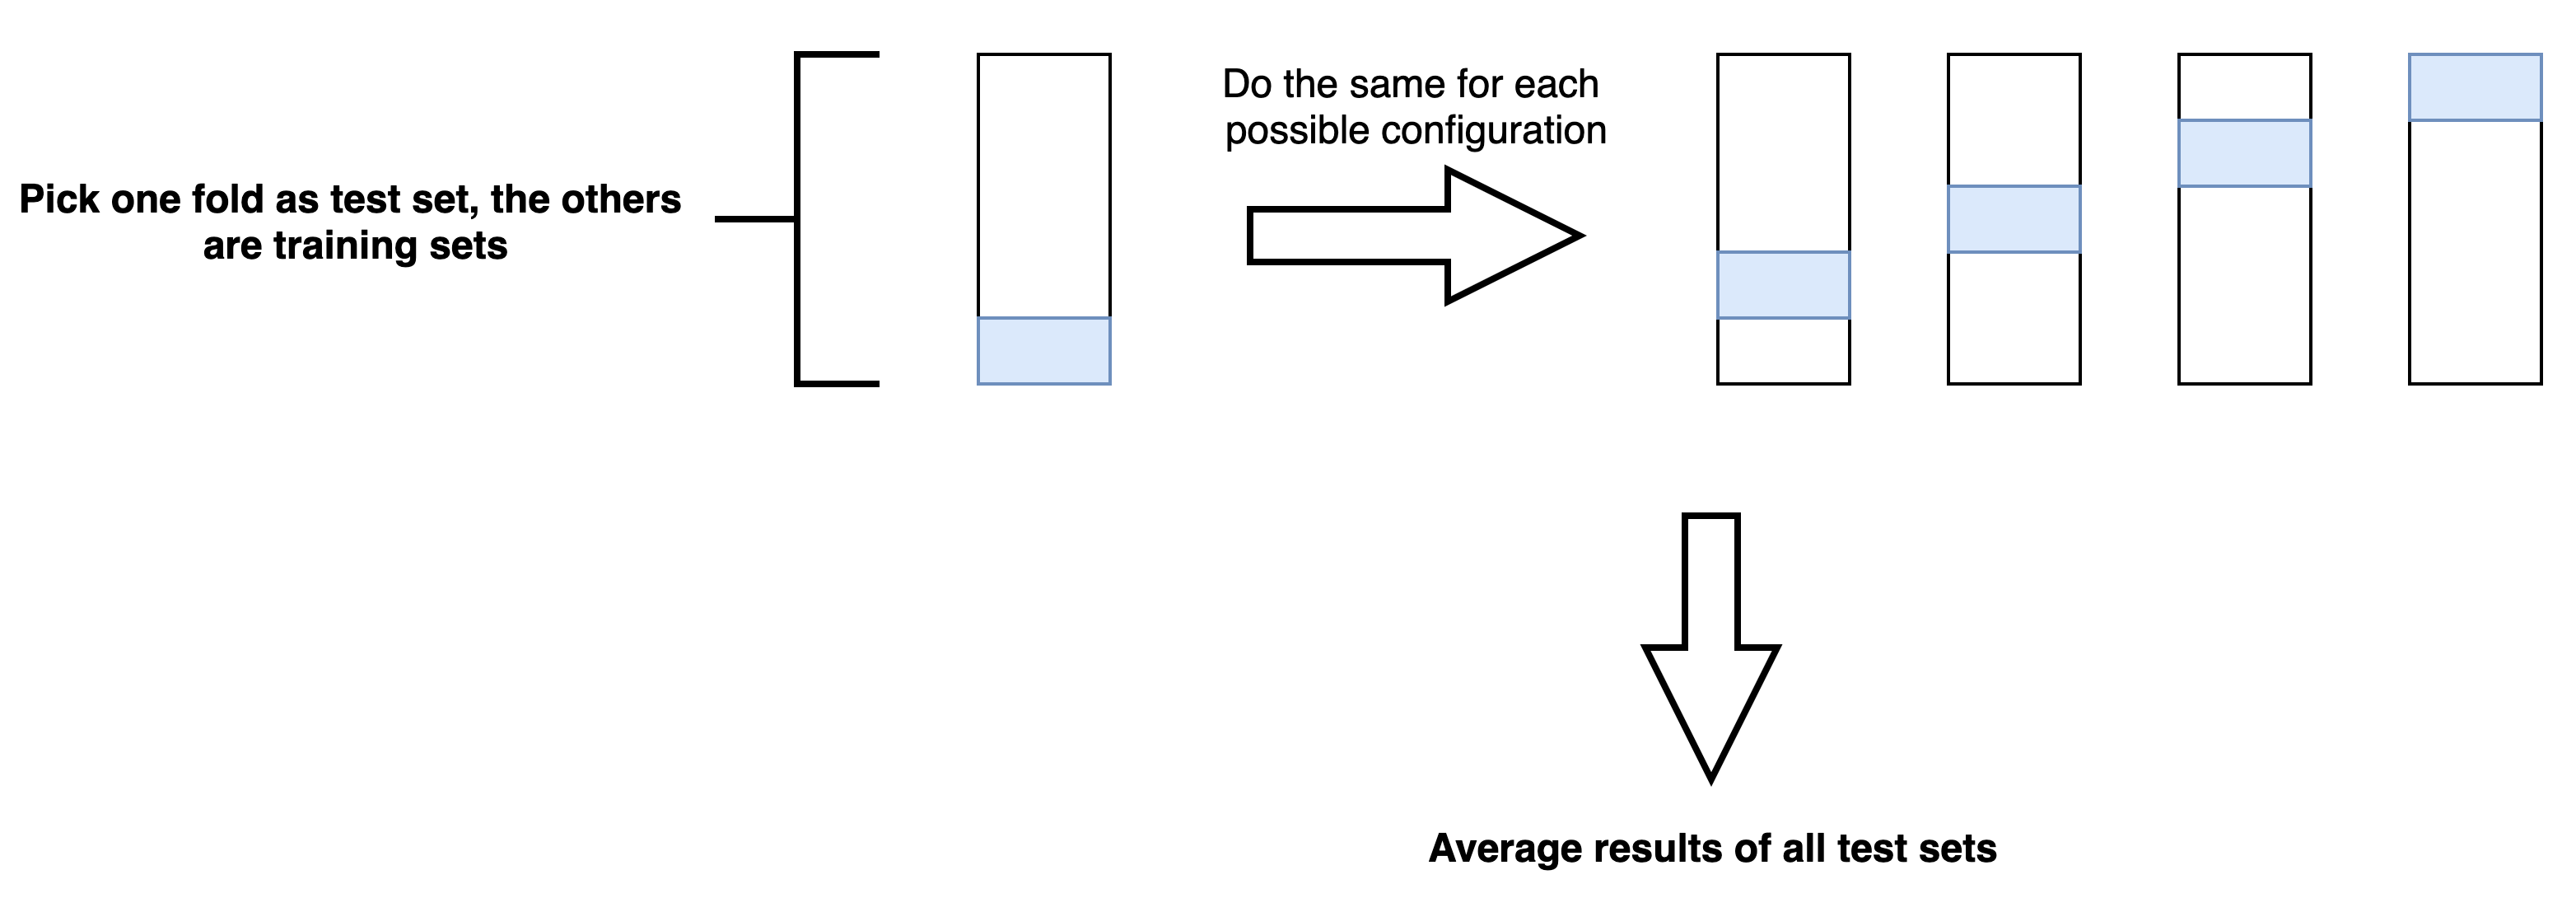 Do the same for each
possible configuration
Pick one fold as test set, the others
are training sets
Average results of all test sets